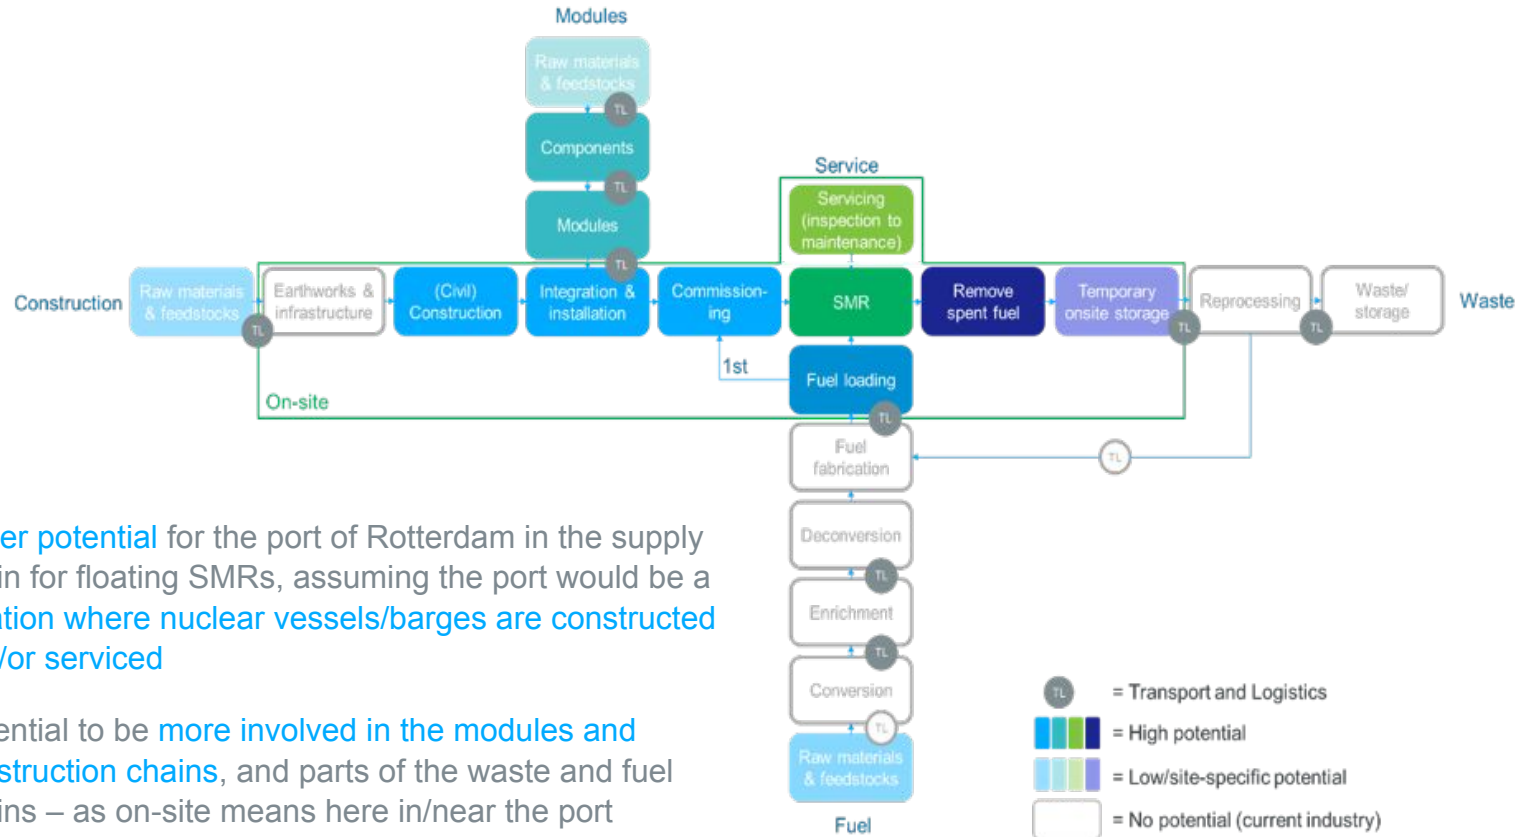 Modules
Raw materials
& feedstocks
TL
Components
TL
Modules
TL
Service
Servicing
(inspection to
maintenance)
Construction
Raw materials
& feedstocks
TL
Earthworks &
infrastructure
(Civil)
Construction
Integration &
installation
Commission-
ing
SMR
Remove
spent fuel
Temporary
onsite storage
TL
Reprocessing
TL
Waste/
storage
Waste
1st
Fuel loading
On-site
TL
Fuel
fabrication
TL
Deconversion
TL
Enrichment
TL
Conversion
TL
Raw materials
& feedstocks
Fuel
er potential for the port of Rotterdam in the supply
in for floating SMRs, assuming the port would be a
ation where nuclear vessels/barges are constructed
/or serviced
ential to be more involved in the modules and
struction chains, and parts of the waste and fuel
ins – as on-site means here in/near the port
TL = Transport and Logistics
= High potential
= Low/site-specific potential
= No potential (current industry)